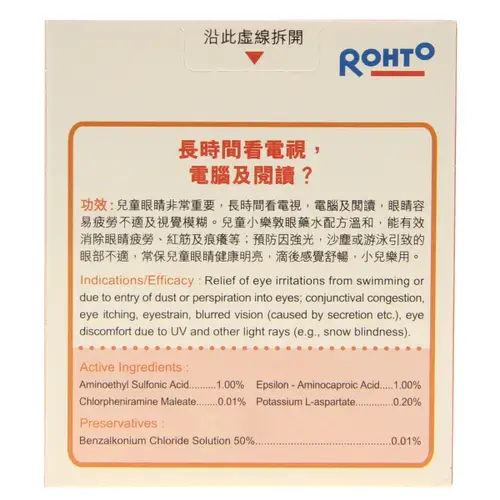 沿此虛線拆開
ROHTO
長時間看電視，
電腦及閱讀？
功效：兒童眼睛非常重要，長時間看電視，電腦及閱讀，眼睛容
易疲勞不適及視覺模糊。兒童小樂敦眼藥水配方溫和，能有效
消除眼睛疲勞、紅筋及痕癢等；預防因強光，沙塵或游泳引致的
眼部不適，常保兒童眼睛健康明亮，滴後感覺舒暢，小兒樂用。
Indications/Efficacy : Relief of eye irritations from swimming or
due to entry of dust or perspiration into eyes; conjunctival congestion,
eye itching, eyestrain, blurred vision (caused by secretion etc.), eye
discomfort due to UV and other light rays (e.g., snow blindness).
Active Ingredients :
Aminoethyl Sulfonic Acid.........1.00% Epsilon - Aminocaproic Acid....1.00%
Chlorpheniramine Maleate.......0.01% Potassium L-aspartate.............0.20%
Preservatives :
Benzalkonium Chloride Solution 50%............................................0.01%